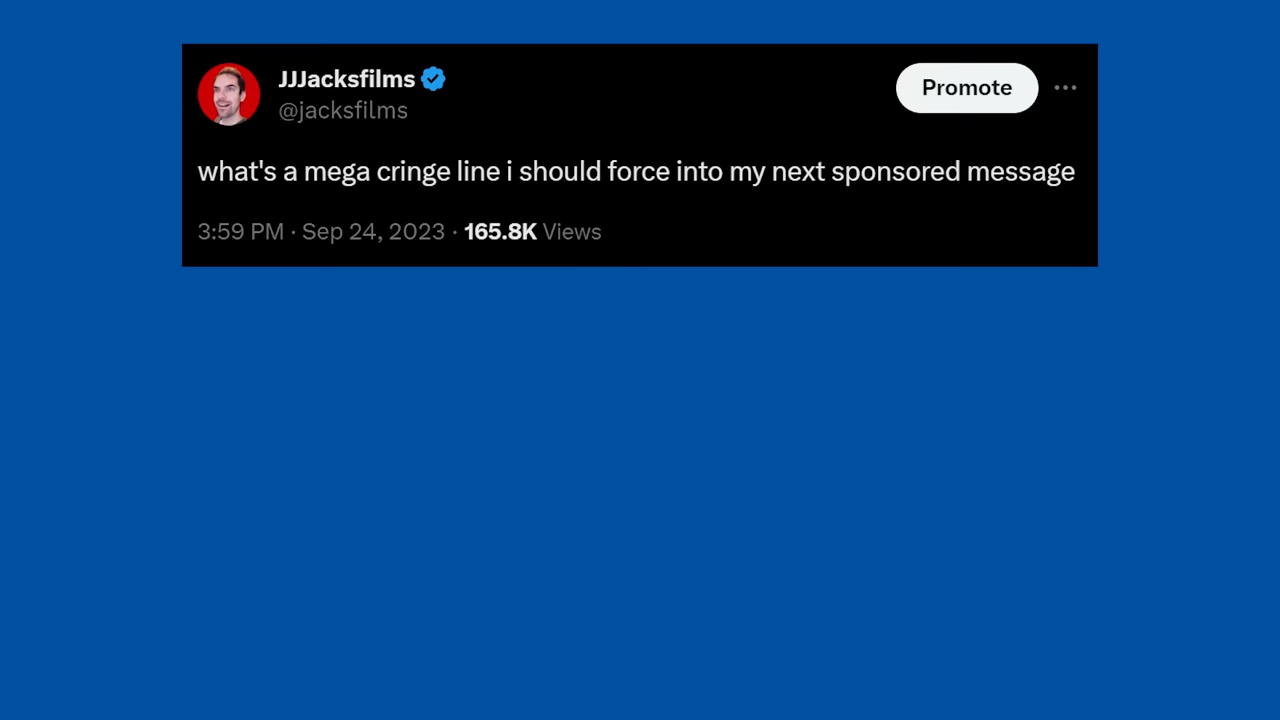 JJJacksfilms
Promote
@jacksfilms
what's a mega cringe line i should force into my next sponsored message
3:59 PM · Sep 24, 2023 · 165.8K Views